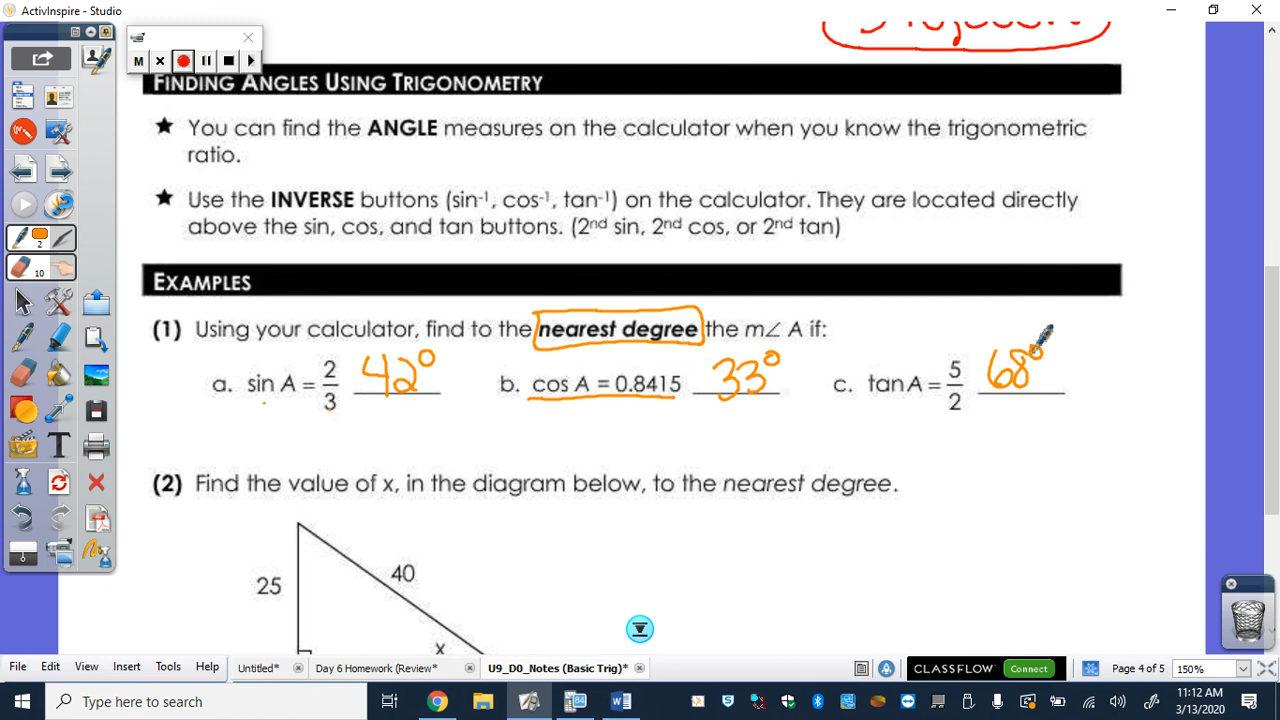 ActivInspire - Studio
M
FINDING ANGLES USING TRIGONOMETRY
★ You can find the ANGLE measures on the calculator when you know the trigonometric
ratio.
★ Use the INVERSE buttons (sin⁻¹, cos⁻¹, tan⁻¹) on the calculator. They are located directly
above the sin, cos, and tan buttons. (2nd sin, 2nd cos, or 2nd tan)
2
10
EXAMPLES
(1) Using your calculator, find to the nearest degree the m∠ A if:
a. sin A = 2/3 42° b. cos A = 0.8415 33° c. tan A = 5/2 68°
(2) Find the value of x, in the diagram below, to the nearest degree.
25
40
x
File Edit View Insert Tools Help Untitled* Day 6 Homework (Review* U9_D0_Notes (Basic Trig)* CLASSFLOW Connect Page 4 of 5 150%
Type here to search
11:12 AM
3/13/2020